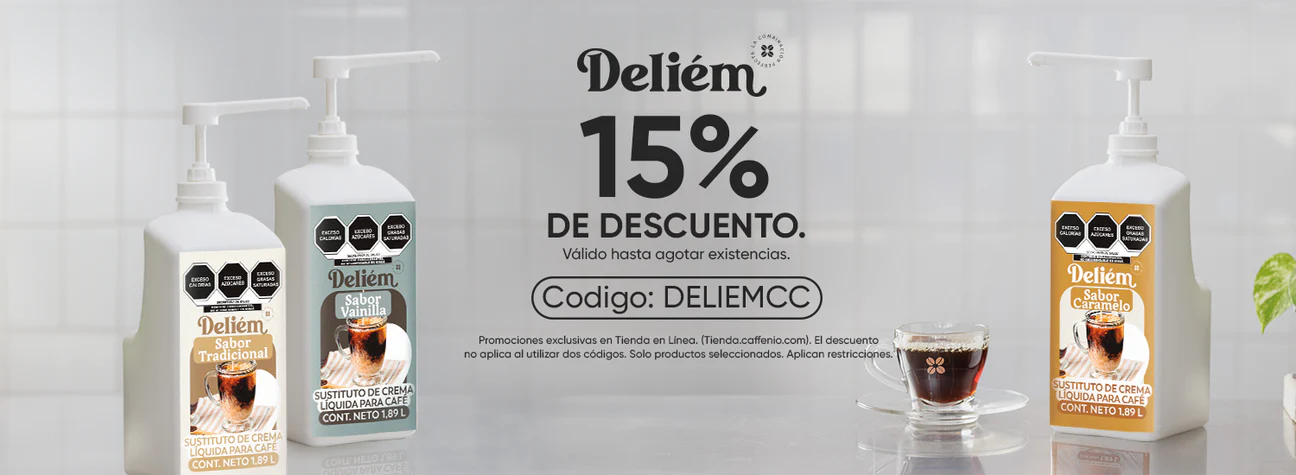 Deliém
LA COMBINACIÓN PERFECTA
15%
DE DESCUENTO.
Válido hasta agotar existencias.
Codigo: DELIEMCC
Promociones exclusivas en Tienda en Línea. (Tienda.caffenio.com). El descuento
no aplica al utilizar dos códigos. Solo productos seleccionados. Aplican restricciones.
EXCESO CALORÍAS
EXCESO AZÚCARES
EXCESO GRASAS SATURADAS
Deliém
Sabor
Tradicional
SUSTITUTO DE CREMA
LÍQUIDA PARA CAFÉ
CONT. NETO 1.89 L
EXCESO CALORÍAS
EXCESO AZÚCARES
EXCESO GRASAS SATURADAS
Deliém
Sabor
Vainilla
SUSTITUTO DE CREMA
LÍQUIDA PARA CAFÉ
CONT. NETO 1.89 L
EXCESO CALORÍAS
EXCESO AZÚCARES
EXCESO GRASAS SATURADAS
Deliém
Sabor
Caramelo
SUSTITUTO DE CREMA
LÍQUIDA PARA CAFÉ
CONT. NETO 1.89 L